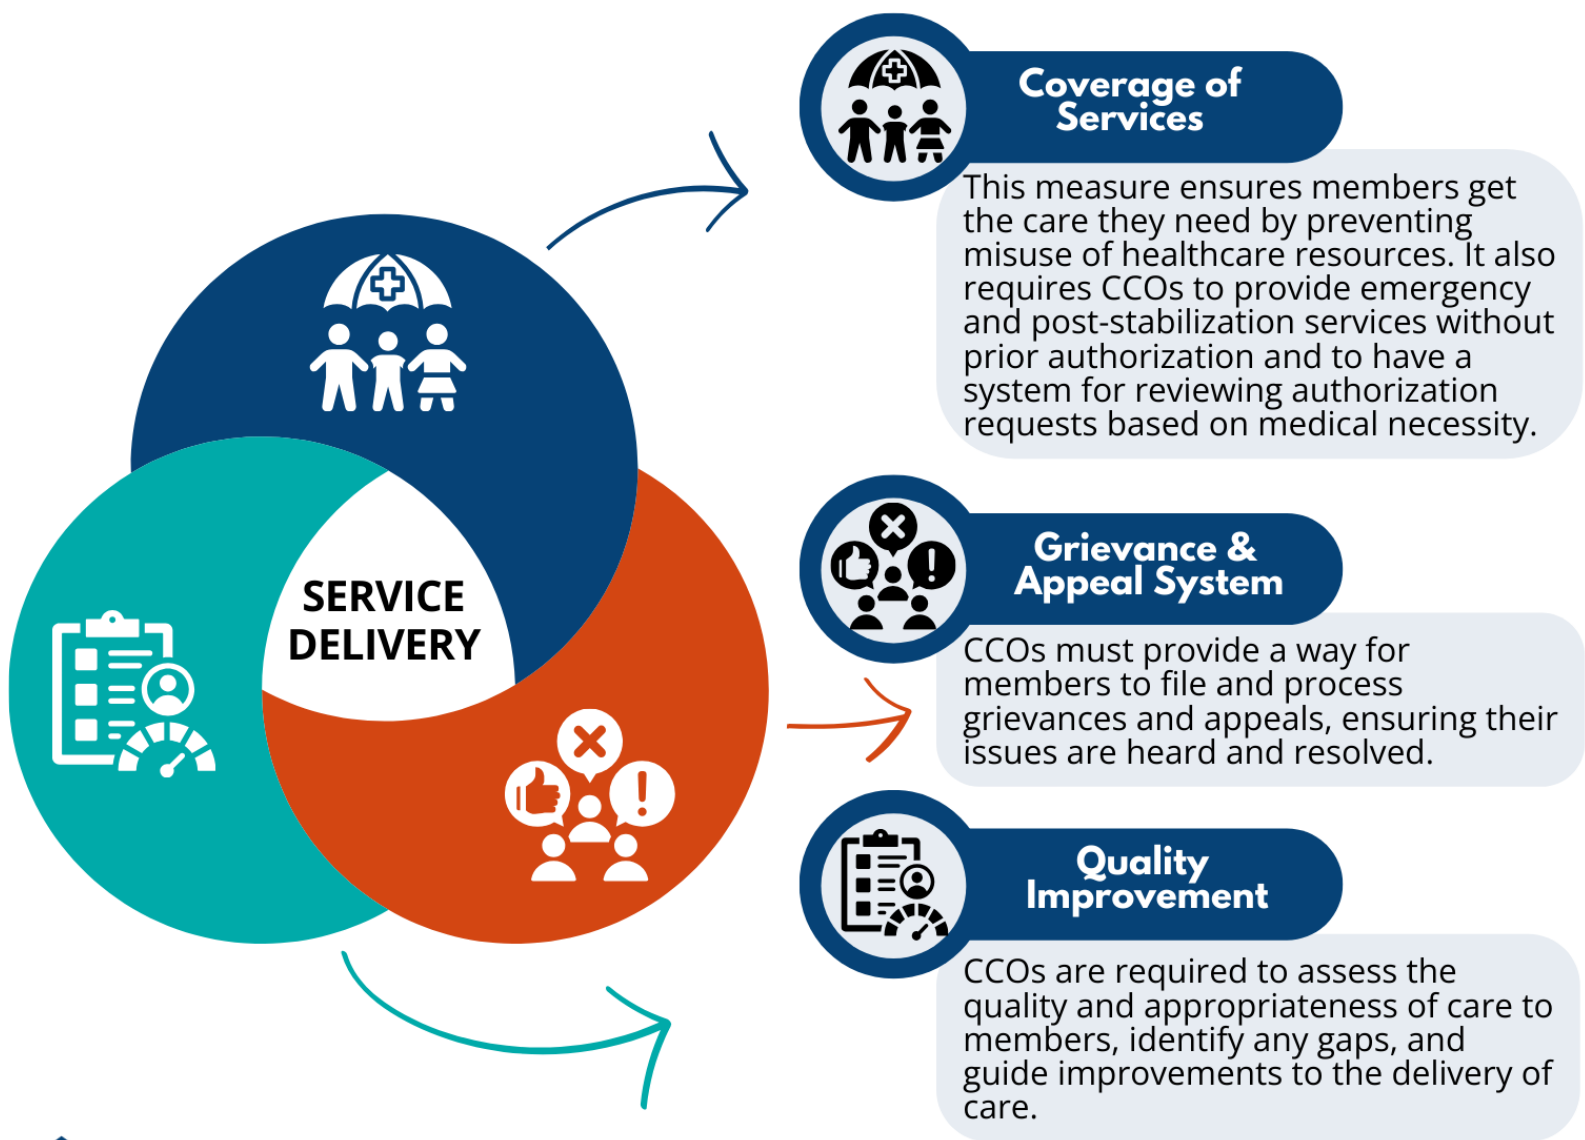 SERVICE
DELIVERY
Coverage of
Services
This measure ensures members get
the care they need by preventing
misuse of healthcare resources. It also
requires CCOs to provide emergency
and post-stabilization services without
prior authorization and to have a
system for reviewing authorization
requests based on medical necessity.
Grievance &
Appeal System
CCOs must provide a way for
members to file and process
grievances and appeals, ensuring their
issues are heard and resolved.
Quality
Improvement
CCOs are required to assess the
quality and appropriateness of care to
members, identify any gaps, and
guide improvements to the delivery of
care.